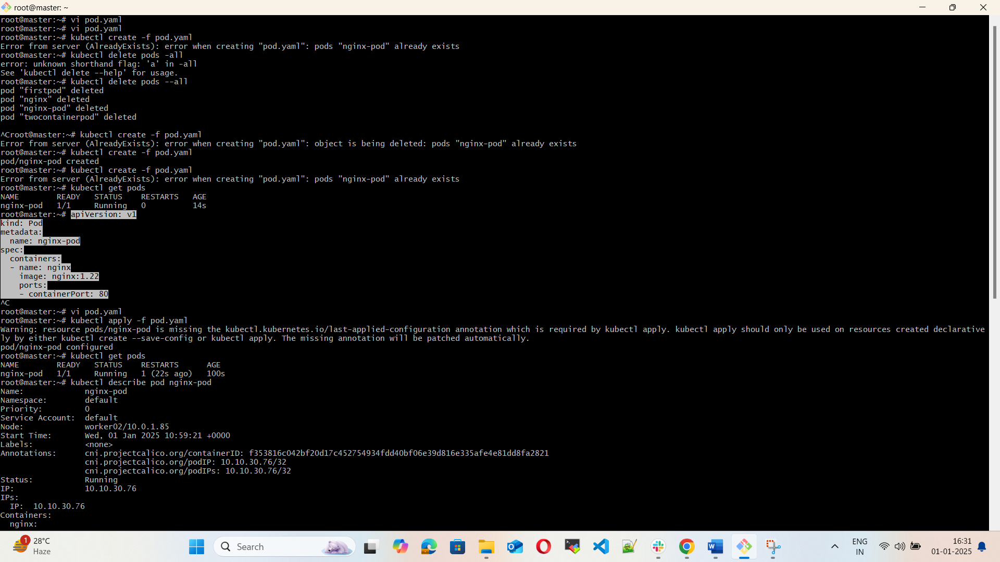 root@master: ~
root@master:~# vi pod.yaml
root@master:~# vi pod.yaml
root@master:~# kubectl create -f pod.yaml
Error from server (AlreadyExists): error when creating "pod.yaml": pods "nginx-pod" already exists
root@master:~# kubectl delete pods -all
error: unknown shorthand flag: 'a' in -all
See 'kubectl delete --help' for usage.
root@master:~# kubectl delete pods --all
pod "firstpod" deleted
pod "nginx" deleted
pod "nginx-pod" deleted
pod "twocontainerpod" deleted
^Croot@master:~# kubectl create -f pod.yaml
Error from server (AlreadyExists): error when creating "pod.yaml": object is being deleted: pods "nginx-pod" already exists
root@master:~# kubectl create -f pod.yaml
pod/nginx-pod created
root@master:~# kubectl create -f pod.yaml
Error from server (AlreadyExists): error when creating "pod.yaml": pods "nginx-pod" already exists
root@master:~# kubectl get pods
NAME        READY   STATUS    RESTARTS   AGE
nginx-pod   1/1     Running   0          14s
root@master:~# apiVersion: v1
kind: Pod
metadata:
  name: nginx-pod
spec:
  containers:
  - name: nginx
    image: nginx:1.22
    ports:
    - containerPort: 80
^C
root@master:~# vi pod.yaml
root@master:~# kubectl apply -f pod.yaml
Warning: resource pods/nginx-pod is missing the kubectl.kubernetes.io/last-applied-configuration annotation which is required by kubectl apply. kubectl apply should only be used on resources created declarative
ly by either kubectl create --save-config or kubectl apply. The missing annotation will be patched automatically.
pod/nginx-pod configured
root@master:~# kubectl get pods
NAME        READY   STATUS    RESTARTS      AGE
nginx-pod   1/1     Running   1 (22s ago)   100s
root@master:~# kubectl describe pod nginx-pod
Name:             nginx-pod
Namespace:        default
Priority:         0
Service Account:  default
Node:             worker02/10.0.1.85
Start Time:       Wed, 01 Jan 2025 10:59:21 +0000
Labels:           <none>
Annotations:      cni.projectcalico.org/containerID: f353816c042bf20d17c452754934fdd40bf06e39d816e335afe4e81dd8fa2821
                  cni.projectcalico.org/podIP: 10.10.30.76/32
                  cni.projectcalico.org/podIPs: 10.10.30.76/32
Status:           Running
IP:               10.10.30.76
IPs:
  IP:  10.10.30.76
Containers:
  nginx:
1
28°C
Haze
Search
ENG
IN
16:31
01-01-2025